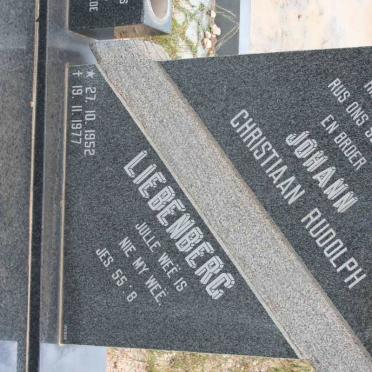 RUS ONS
EN BROER
JOHANN
CHRISTIAAN RUDOLPH
LIEBENBERG
JULLE WEË IS
NIE MY WEË.
JES. 55:8
★ 27. 10. 1952
✝ 19. 11. 1977